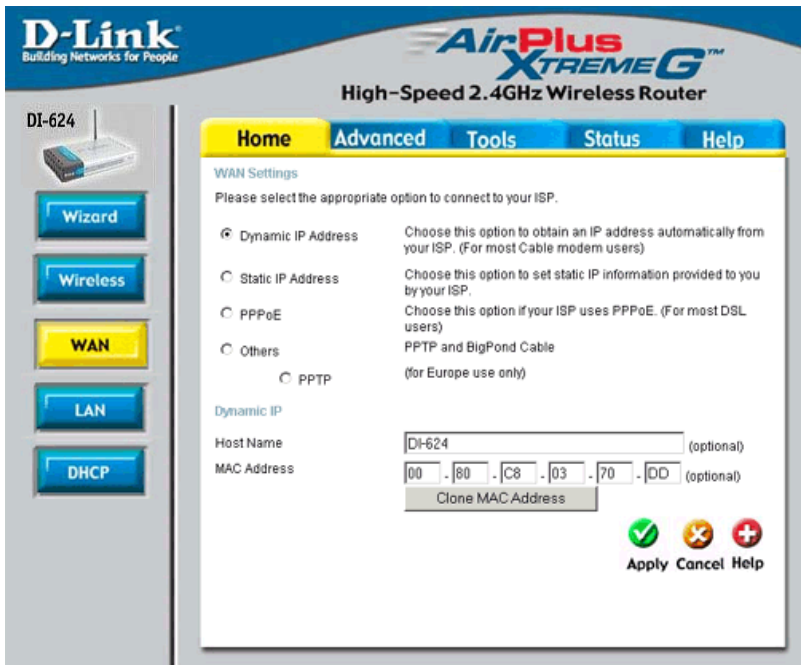 D-Link
Building Networks for People
AirPlus
XTREME G™
High-Speed 2.4GHz Wireless Router
DI-624
Wizard
Wireless
WAN
LAN
DHCP
Home Advanced Tools Status Help
WAN Settings
Please select the appropriate option to connect to your ISP.
Dynamic IP Address Choose this option to obtain an IP address automatically from
your ISP. (For most Cable modem users)
Static IP Address Choose this option to set static IP information provided to you
by your ISP.
PPPoE Choose this option if your ISP uses PPPoE. (For most DSL
users)
Others PPTP and BigPond Cable
PPTP (for Europe use only)
Dynamic IP
Host Name DI-624 (optional)
MAC Address 00 - 80 - C8 - 03 - 70 - DD (optional)
Clone MAC Address
Apply Cancel Help